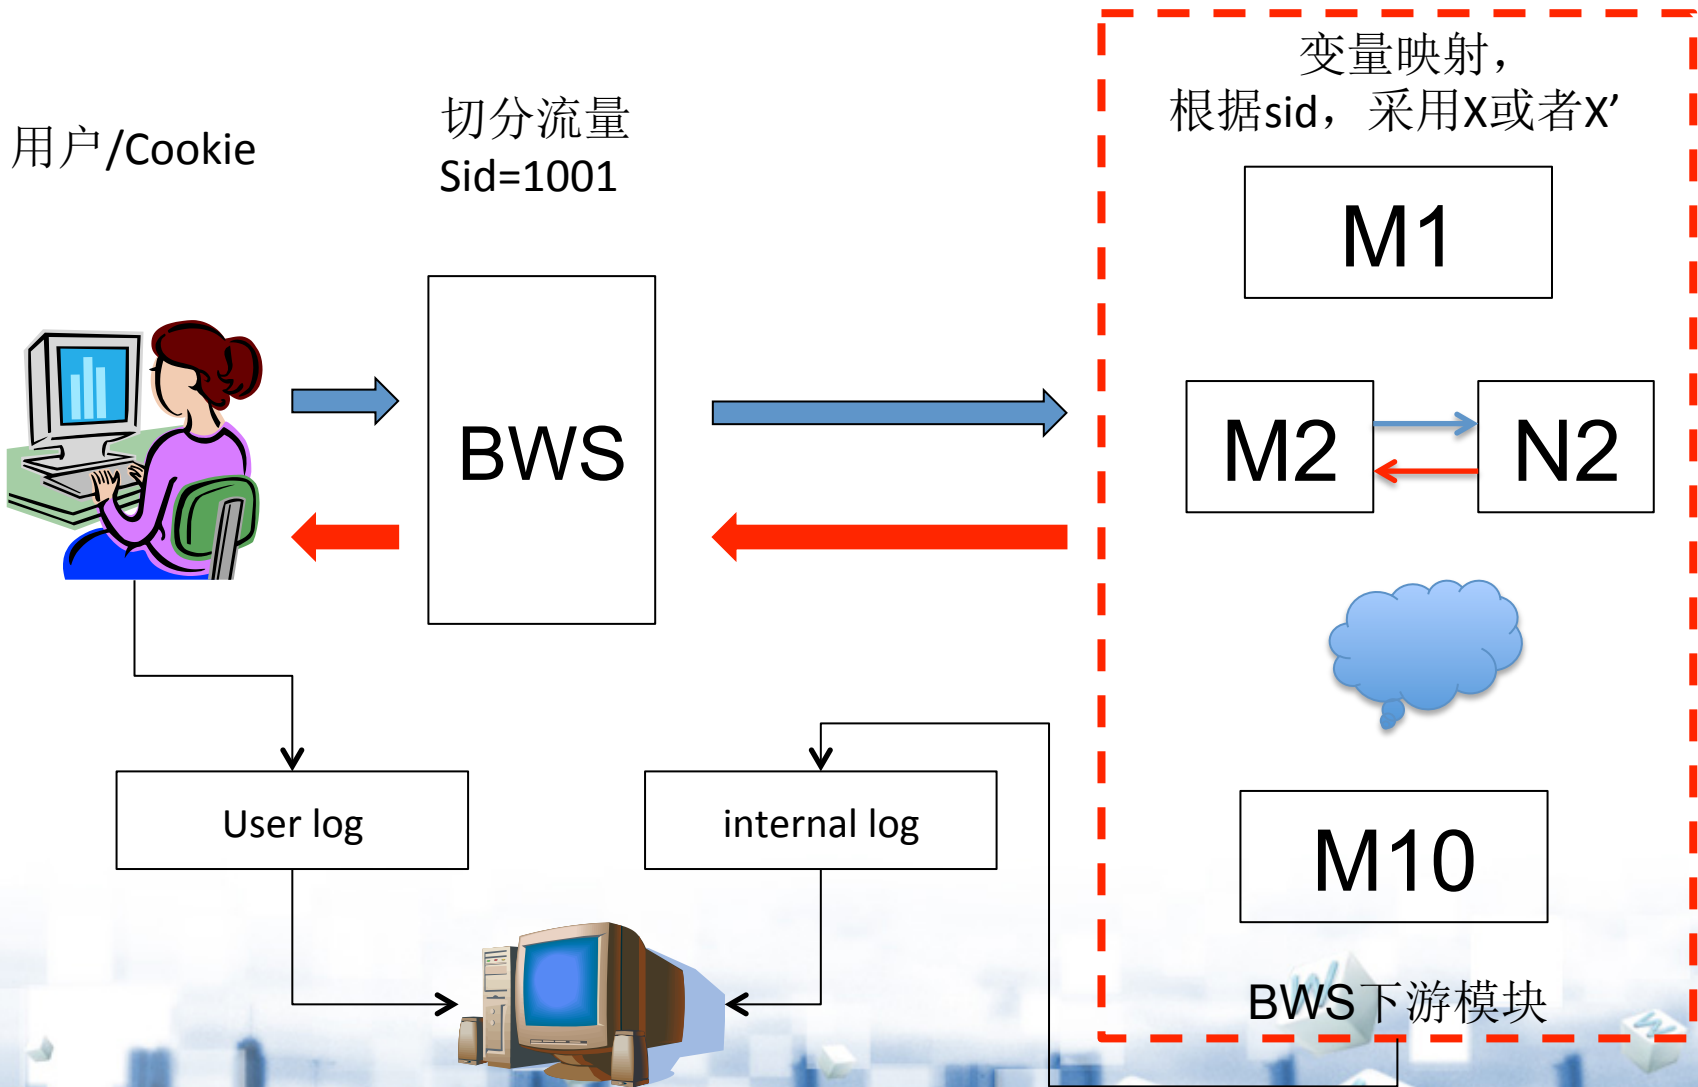 用户/Cookie
切分流量
Sid=1001
变量映射，
根据sid，采用X或者X’
M1
BWS
M2
N2
User log
internal log
M10
BWS下游模块
W
W